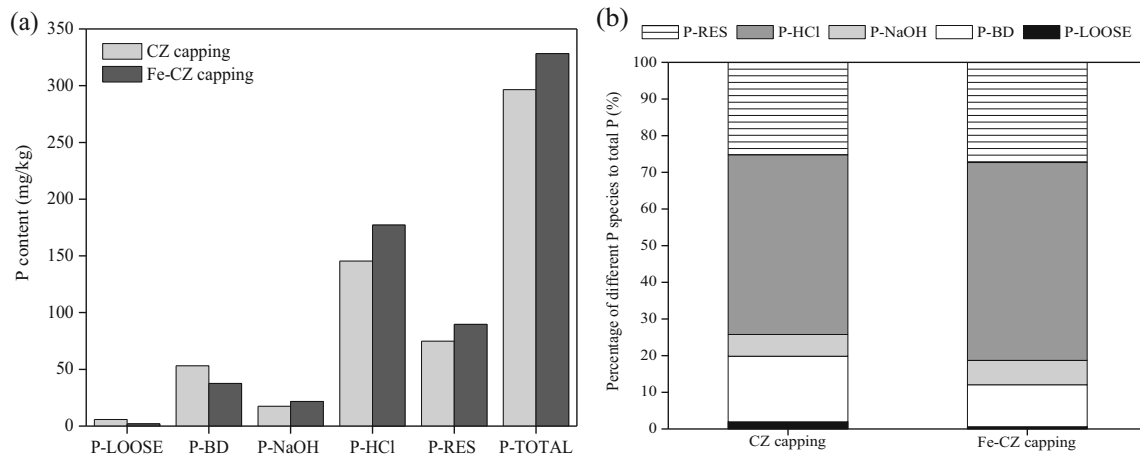 (a)
350
300
250
200
150
100
50
0
P content (mg/kg)
CZ capping
Fe-CZ capping
P-LOOSE P-BD P-NaOH P-HCl P-RES P-TOTAL
(b)
P-RES P-HCl P-NaOH P-BD P-LOOSE
100
90
80
70
60
50
40
30
20
10
0
Percentage of different P species to total P (%)
CZ capping Fe-CZ capping